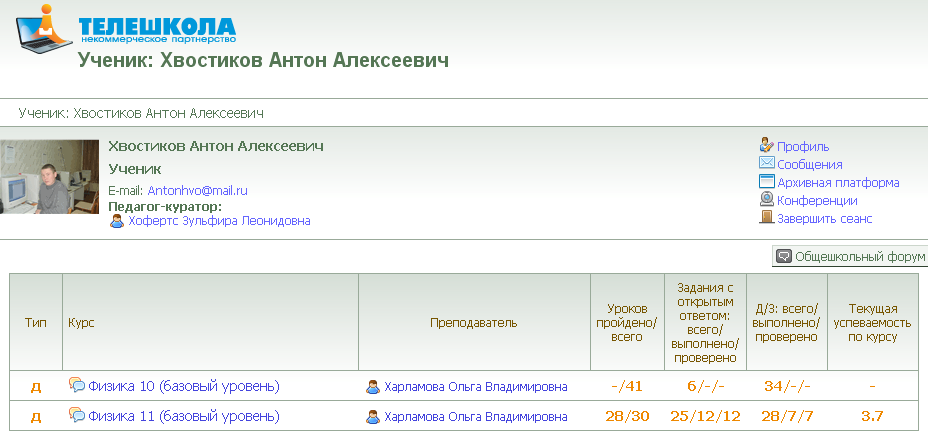 ТЕЛЕШКОЛА
некоммерческое партнерство
Ученик: Хвостиков Антон Алексеевич
Ученик: Хвостиков Антон Алексеевич
Хвостиков Антон Алексеевич
Ученик
E-mail: Antonhvo@mail.ru
Педагог-куратор:
Хофертс Зульфира Леонидовна
Профиль
Сообщения
Архивная платформа
Конференции
Завершить сеанс
Общешкольный форум
Тип
Курс
Преподаватель
Уроков
пройдено/
всего
Задания с
открытым
ответом:
всего/
выполнено/
проверено
Д/З: всего/
выполнено/
проверено
Текущая
успеваемость
по курсу
д Физика 10 (базовый уровень) Харламова Ольга Владимировна -/41 6/-/- 34/-/- -
д Физика 11 (базовый уровень) Харламова Ольга Владимировна 28/30 25/12/12 28/7/7 3.7